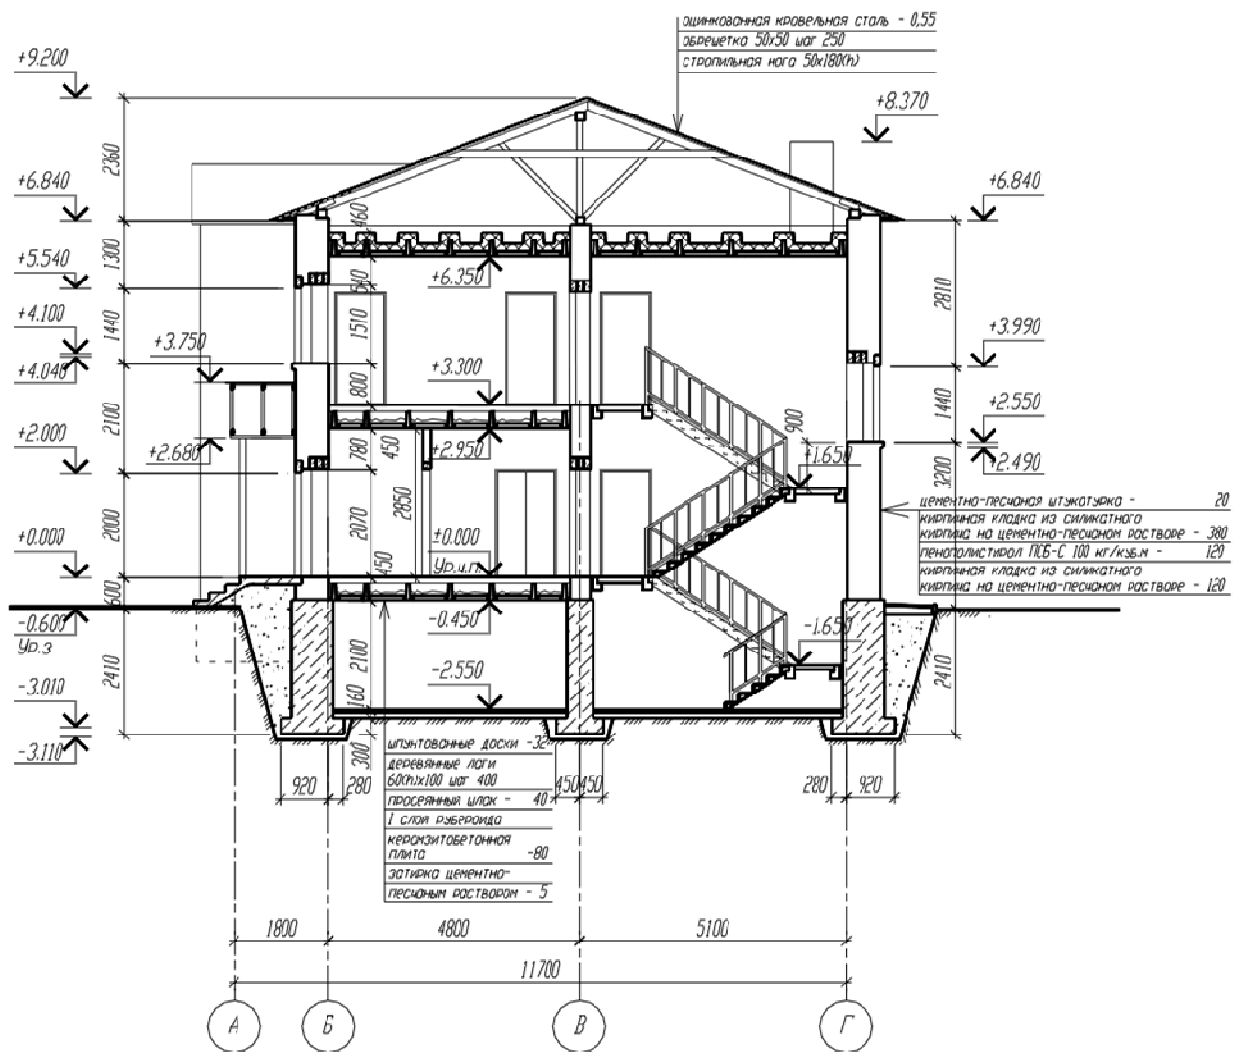 оцинкованная кровельная сталь - 0,55
обрешетка 50х50 шаг 250
стропильная нога 50х180(h)
+9.200
+8.370
2360
+6.840
+6.840
460
1300
+5.540
+6.350
540
2810
+4.100
1440
1510
+3.990
+3.750
+4.040
+3.300
800
1440
+2.550
900
2100
+2.000
+2.680
780
450
+2.950
+1.650
+2.490
3200
2850
цементно-песчаная штукатурка - 20
кирпичная кладка из силикатного
кирпича на цементно-песчаном растворе - 380
пенополистирол ПСБ-С 100 кг/куб.м - 120
кирпичная кладка из силикатного
кирпича на цементно-песчаном растворе - 120
+0.000
2000
2070
±0.000
Ур.ч.п.
450
600
-0.600
Ур.з
-0.450
-1.650
2410
2100
2410
-3.010
-2.550
160
-3.110
300
шпунтованные доски -32
деревянные лаги
60(h)х100 шаг 400
просеянный шлак - 40
1 слой рубероида
керамзитобетонная
плита -80
затирка цементно-
песчаным раствором - 5
920
280
450
450
280
920
1800
4800
5100
11700
А
Б
В
Г